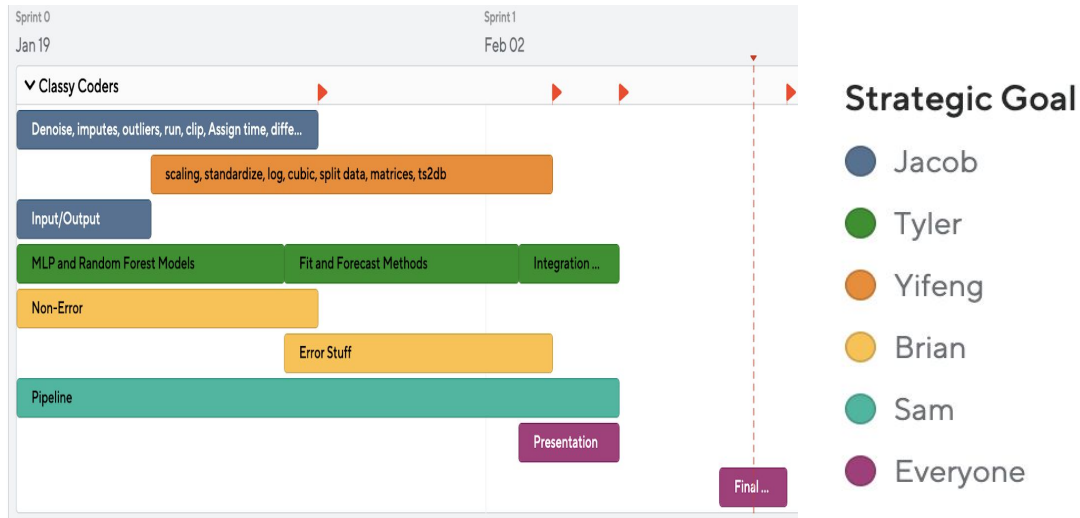 Sprint 0
Sprint 1
Jan 19
Feb 02
Classy Coders
Denoise, imputes, outliers, run, clip, Assign time, diffe...
scaling, standardize, log, cubic, split data, matrices, ts2db
Input/Output
MLP and Random Forest Models
Fit and Forecast Methods
Integration ...
Non-Error
Error Stuff
Pipeline
Presentation
Final ...
Strategic Goal
Jacob
Tyler
Yifeng
Brian
Sam
Everyone